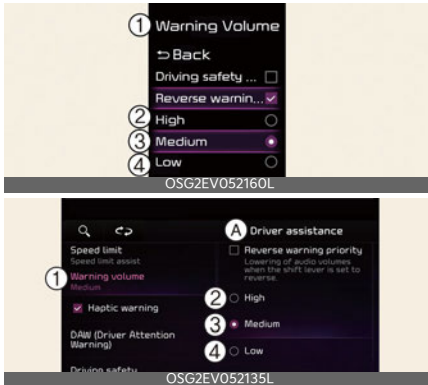 ① Warning Volume
Back
Driving safety ...
Reverse warnin...
② High
③ Medium
④ Low
OSG2EV052160L
A Driver assistance
Speed limit
Speed limit assist
① Warning volume
Medium
Haptic warning
DAW (Driver Attention
Warning)
Driving safety
Reverse warning priority
Lowering of audio volumes
when the shift lever is set to
reverse.
② High
③ Medium
④ Low
OSG2EV052135L